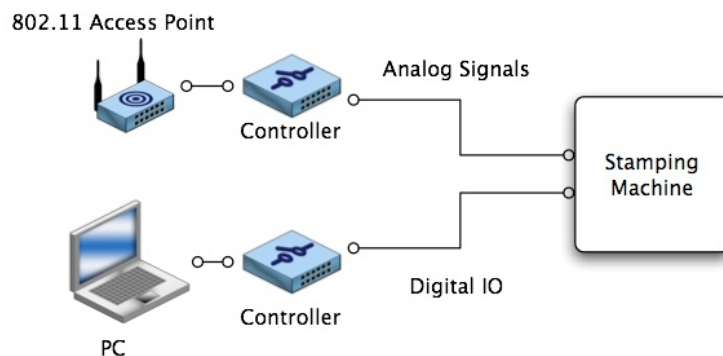 802.11 Access Point
Analog Signals
Controller
Stamping
Machine
Digital IO
Controller
PC